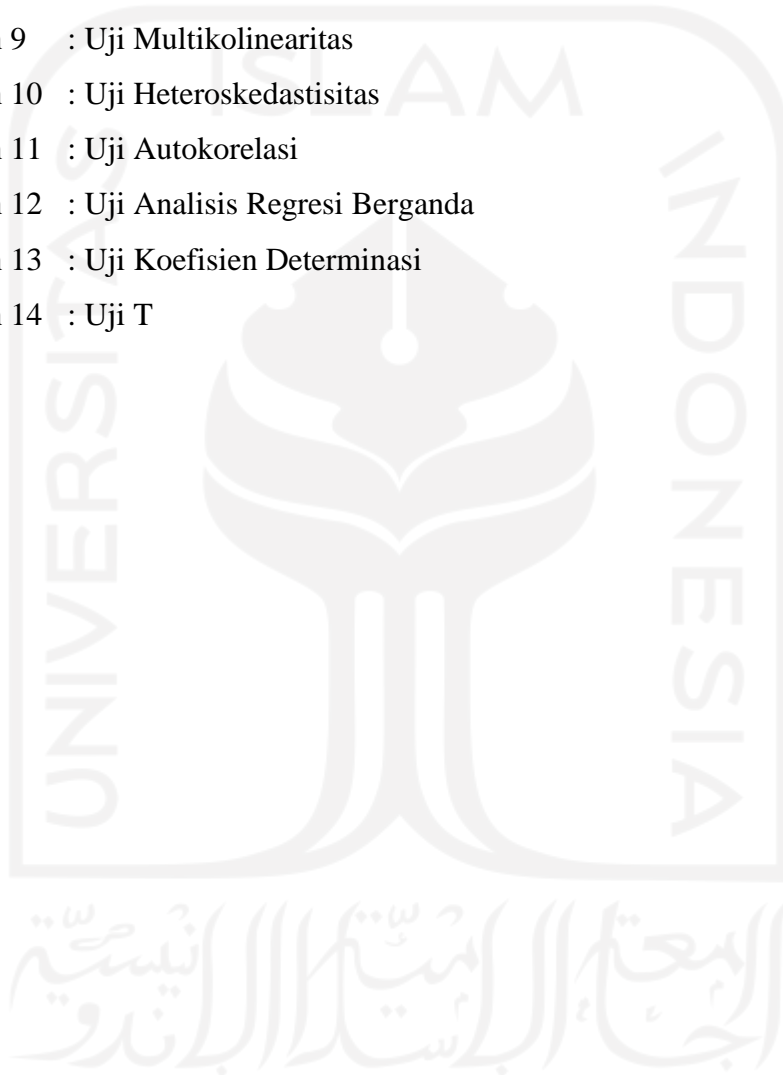 n 9 : Uji Multikolinearitas
n 10 : Uji Heteroskedastisitas
n 11 : Uji Autokorelasi
n 12 : Uji Analisis Regresi Berganda
n 13 : Uji Koefisien Determinasi
n 14 : Uji T
ISLAM
UNIVERSITAS
INDONESIA